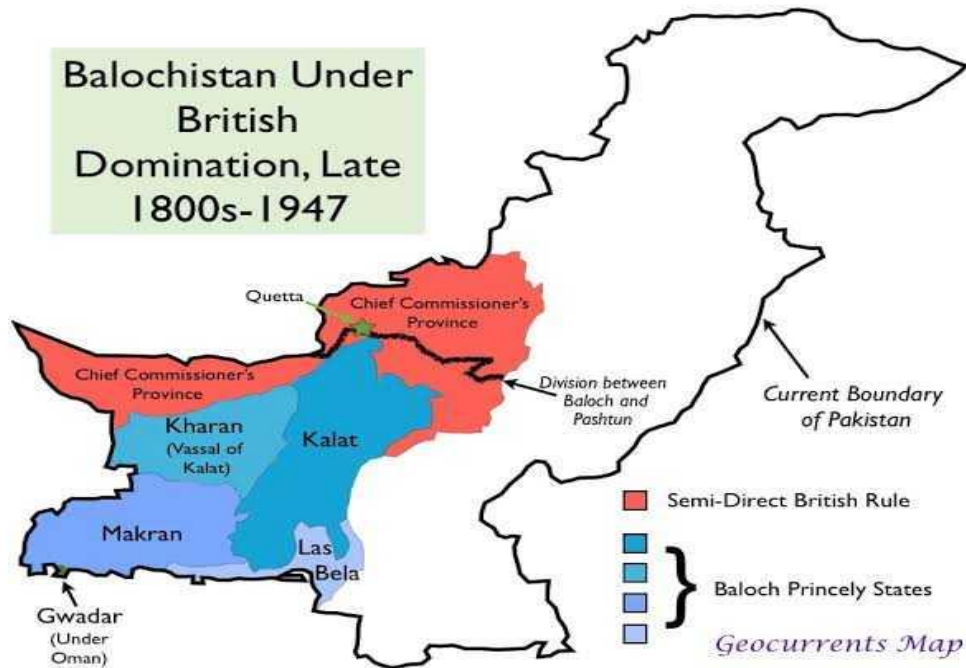 Balochistan Under
British
Domination, Late
1800s-1947
Quetta
Chief Commissioner's
Province
Chief Commissioner's
Province
Division between
Baloch and
Pashtun
Current Boundary
of Pakistan
Kharan
(Vassal of
Kalat)
Kalat
Makran
Las
Bela
Gwadar
(Under
Oman)
Semi-Direct British Rule
Baloch Princely States
Geocurrents Map